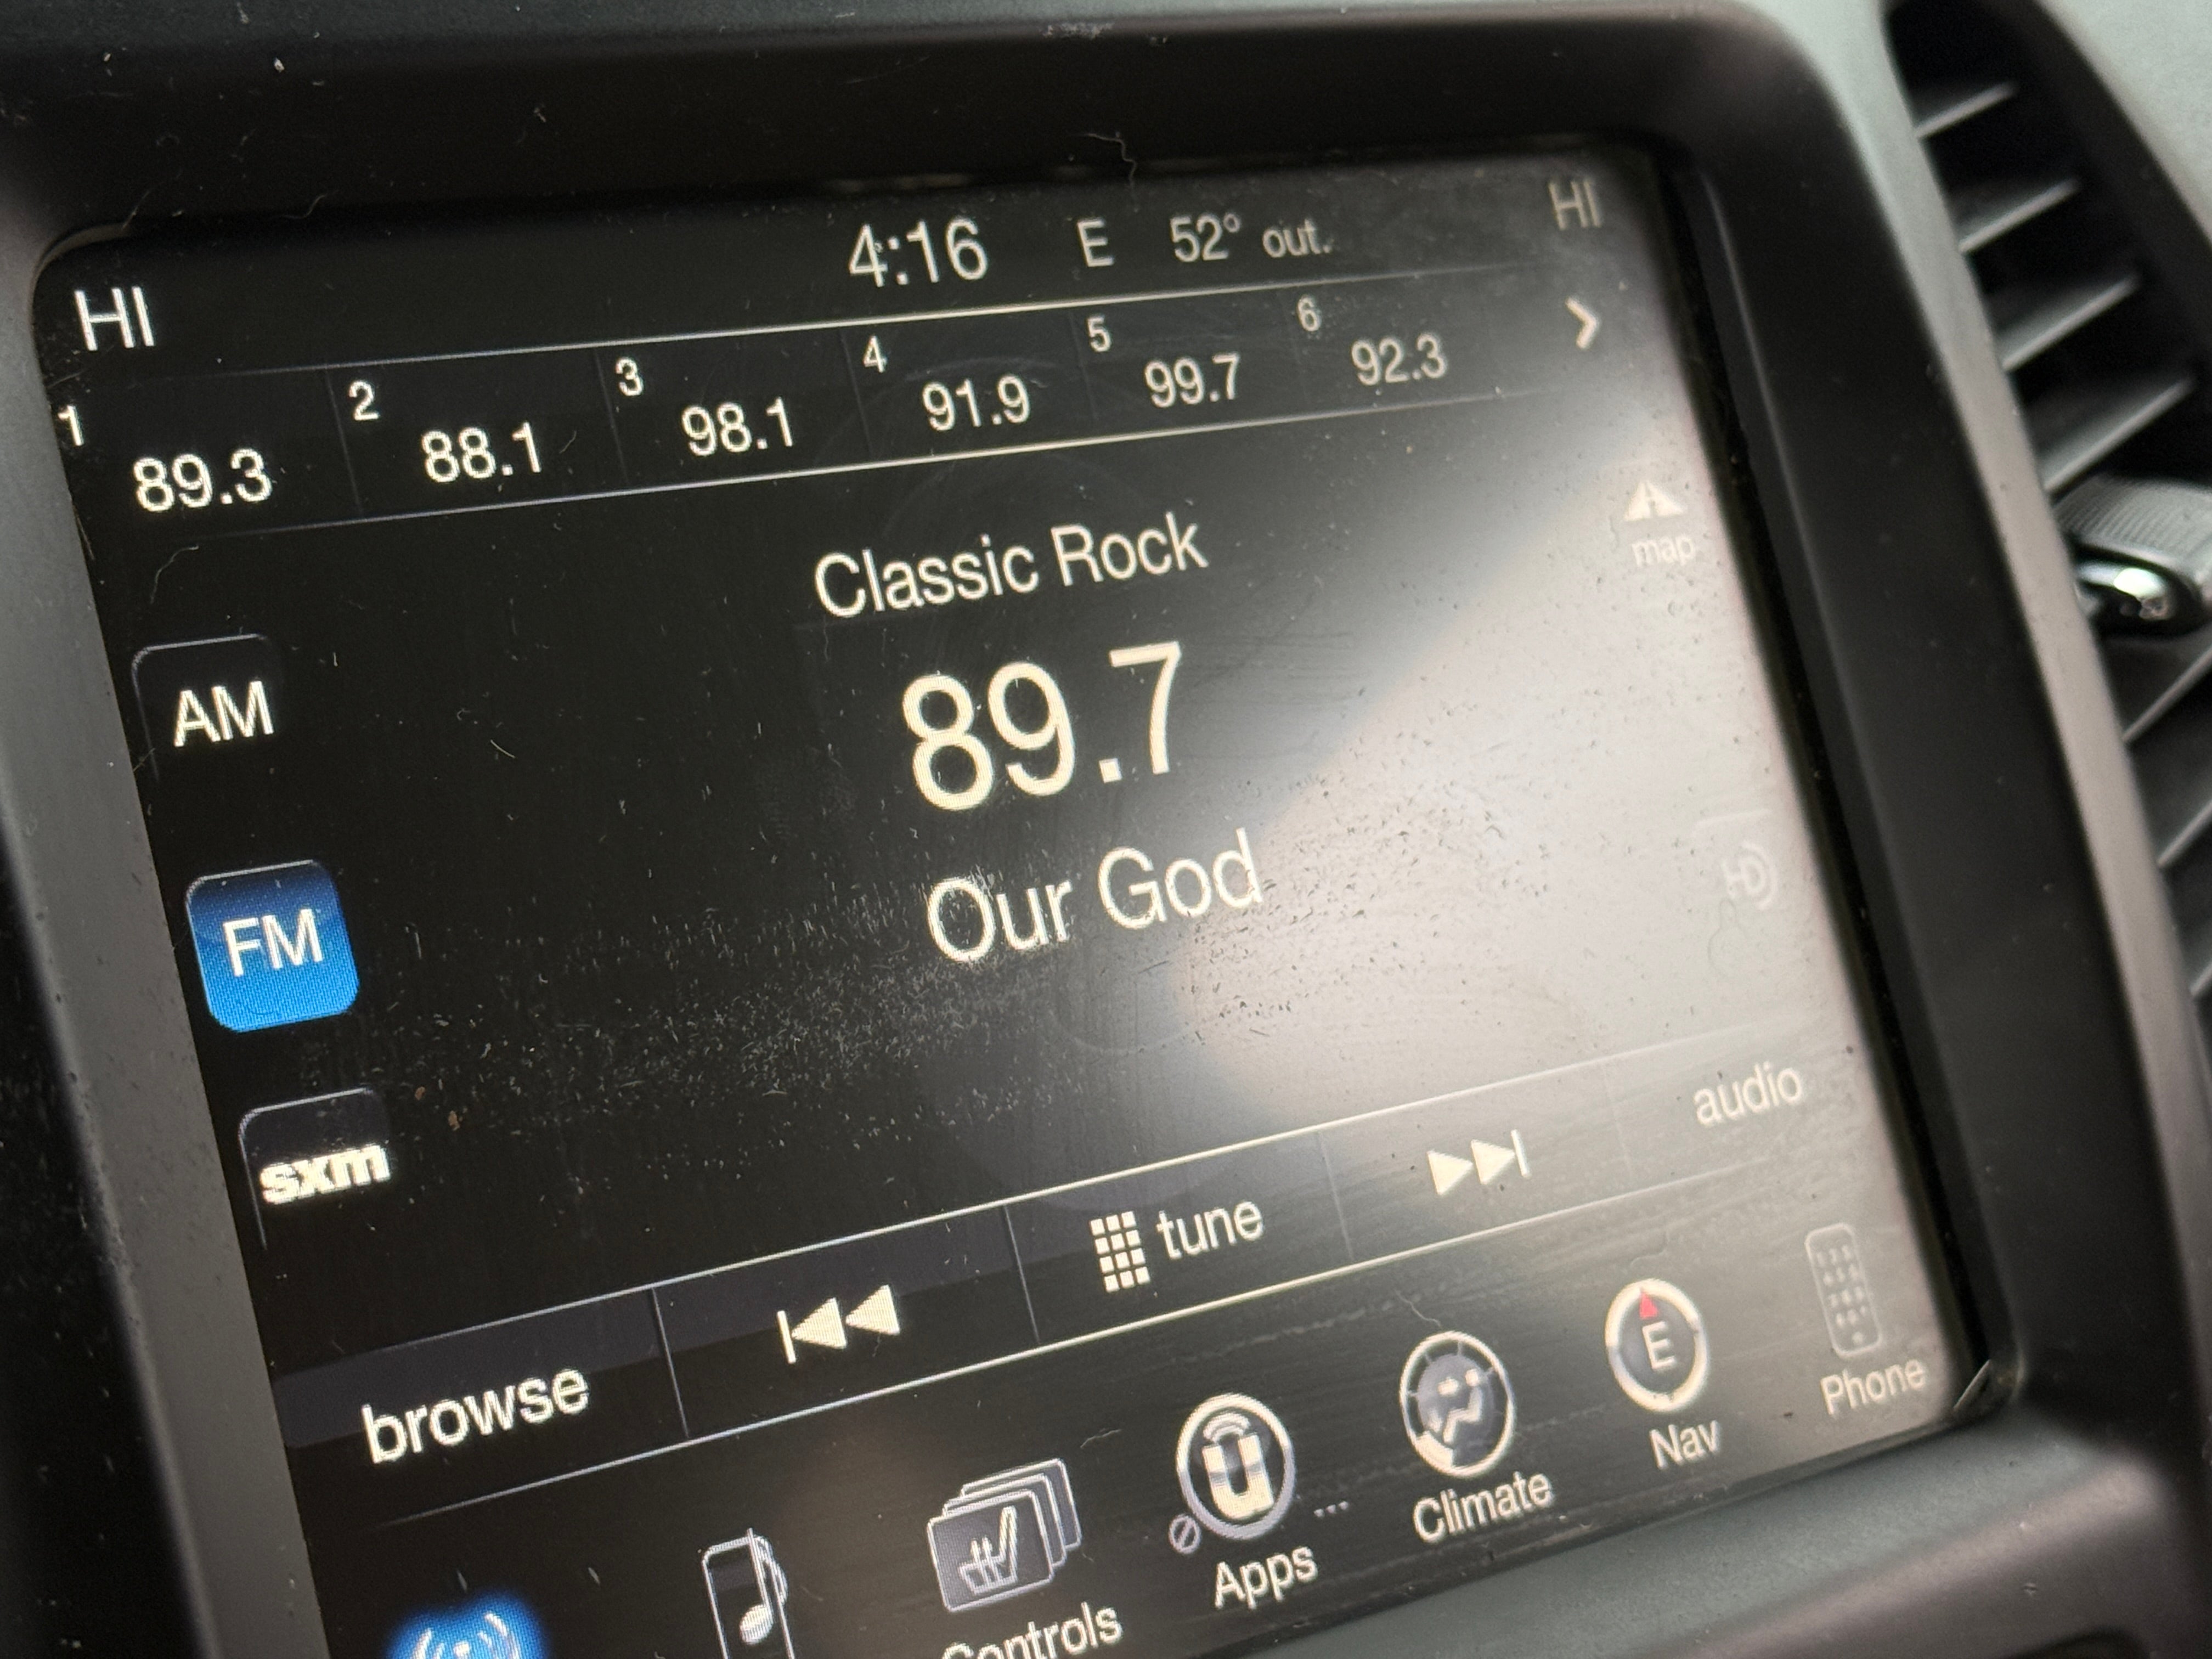 HI 4:16 E 52° out. HI
1 89.3 2 88.1 3 98.1 4 91.9 5 99.7 6 92.3
map
Classic Rock
AM
89.7
FM
Our God
HD
sxm
browse tune audio
Controls Apps ... Climate E Nav Phone